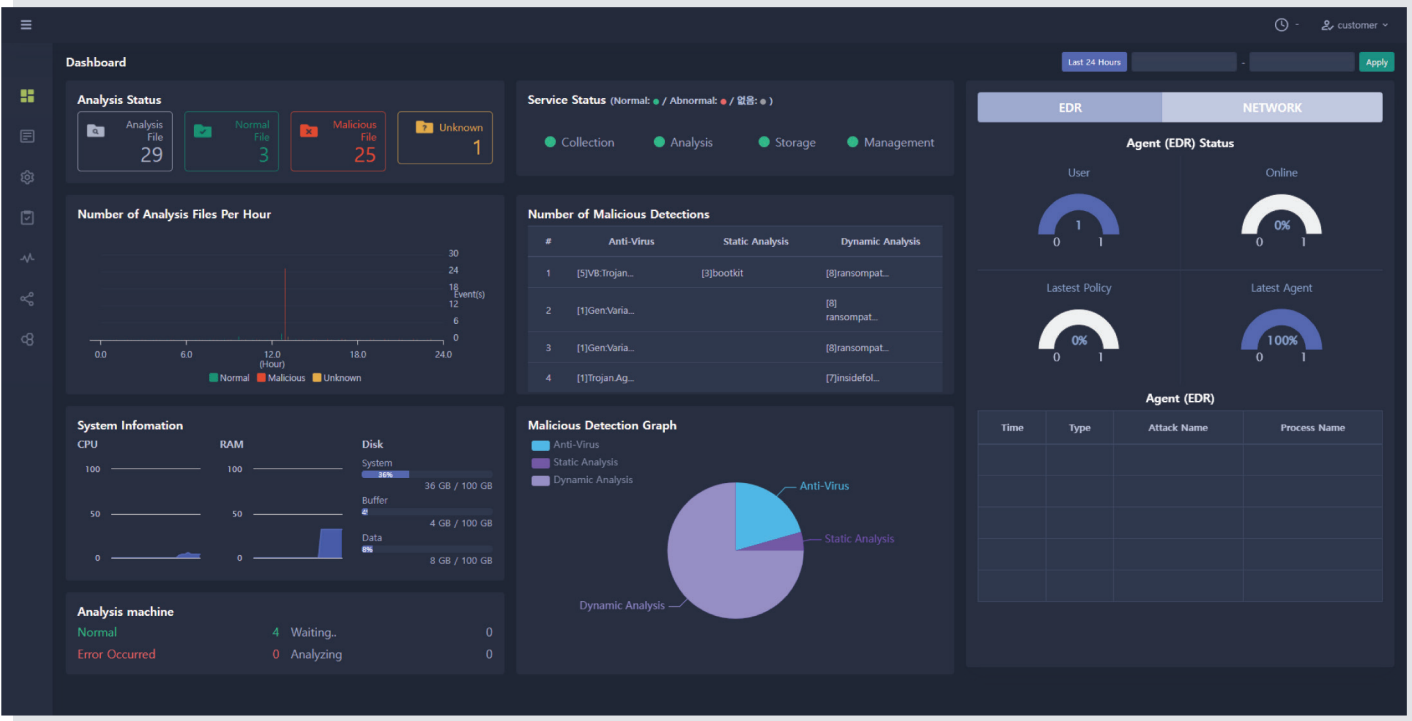 customer
Dashboard
Last 24 Hours
-
Apply
Analysis Status
Analysis
File
29
Normal
File
3
Malicious
File
25
Unknown
1
Service Status (Normal: ● / Abnormal: ● / 없음: ● )
Collection
Analysis
Storage
Management
EDR
NETWORK
Agent (EDR) Status
User
1
0 1
Online
0%
0 1
Lastest Policy
0%
0 1
Latest Agent
100%
0 1
Number of Analysis Files Per Hour
30
24
18
Event(s)
12
6
0
0.0 6.0 12.0 18.0 24.0
(Hour)
Normal Malicious Unknown
Number of Malicious Detections
# Anti-Virus Static Analysis Dynamic Analysis
1 [5]VB:Trojan... [3]bootkit [8]ransompat...
2 [1]Gen:Varia... [8]
ransompat...
3 [1]Gen:Varia... [8]ransompat...
4 [1]Trojan.Ag... [7]insidefol...
System Infomation
CPU
100
50
0
RAM
100
50
0
Disk
System
36%
36 GB / 100 GB
Buffer
4 GB / 100 GB
Data
8%
8 GB / 100 GB
Malicious Detection Graph
Anti-Virus
Static Analysis
Dynamic Analysis
Anti-Virus
Static Analysis
Dynamic Analysis
Agent (EDR)
Time Type Attack Name Process Name
Analysis machine
Normal 4 Waiting.. 0
Error Occurred 0 Analyzing 0